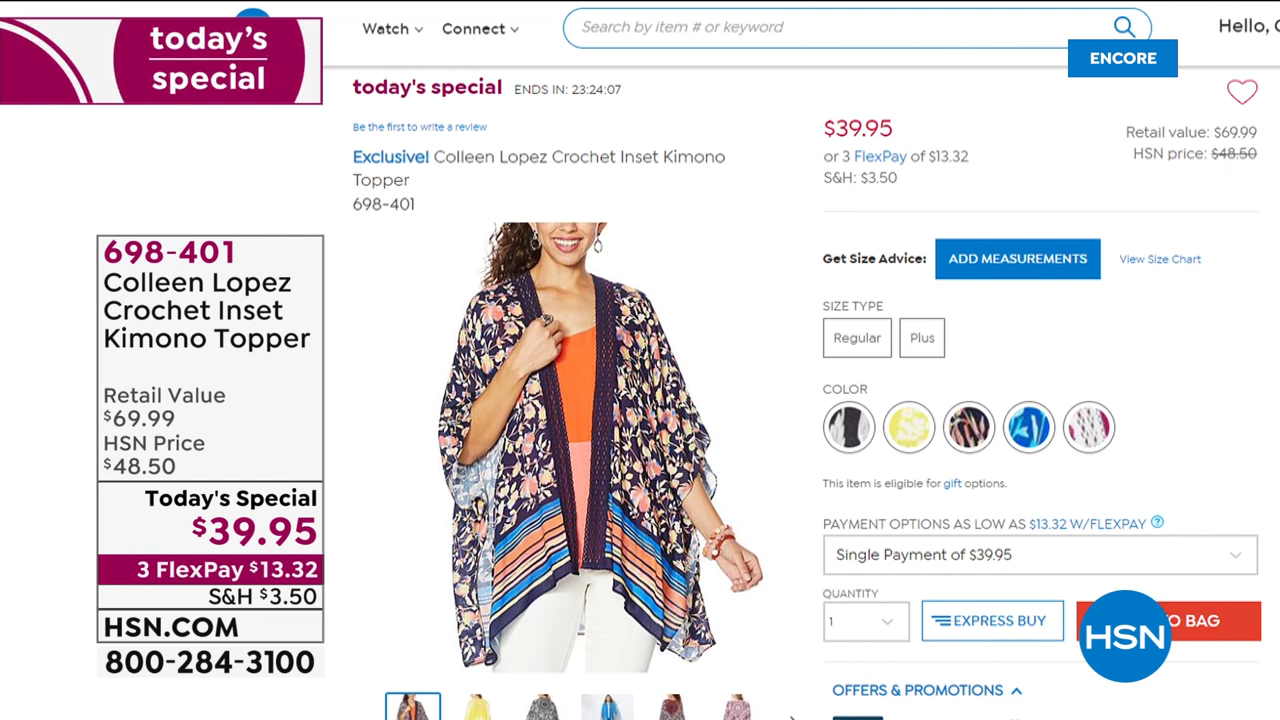 today's
special
Watch
Connect
Search by item # or keyword
Hello,
ENCORE
today's special ENDS IN: 23:24:07
Be the first to write a review
Exclusive! Colleen Lopez Crochet Inset Kimono
Topper
698-401
$39.95
or 3 FlexPay of $13.32
S&H: $3.50
Retail value: $69.99
HSN price: $48.50
698-401
Colleen Lopez
Crochet Inset
Kimono Topper
Retail Value
$69.99
HSN Price
$48.50
Today's Special
$39.95
3 FlexPay $13.32
S&H $3.50
HSN.COM
800-284-3100
Get Size Advice: ADD MEASUREMENTS View Size Chart
SIZE TYPE
Regular Plus
COLOR
This item is eligible for gift options.
PAYMENT OPTIONS AS LOW AS $13.32 W/FLEXPAY ?
Single Payment of $39.95
QUANTITY
1
EXPRESS BUY
O BAG
HSN
OFFERS & PROMOTIONS